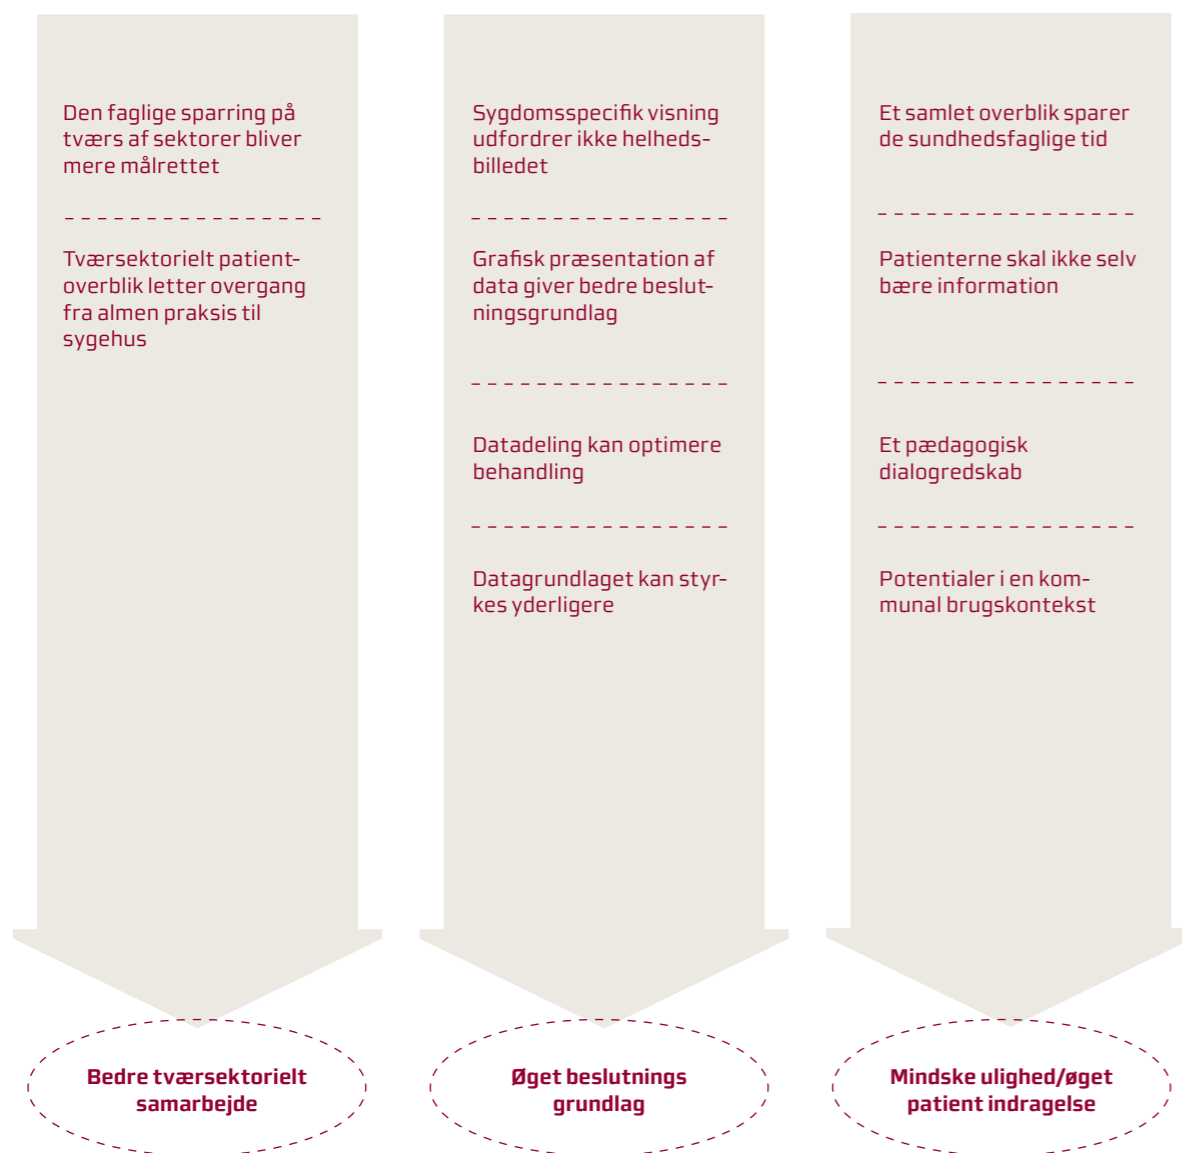 Den faglige sparring på
tværs af sektorer bliver
mere målrettet
Tværsektorielt patient-
overblik letter overgang
fra almen praksis til
sygehus
Bedre tværsektorielt
samarbejde
Sygdomsspecifik visning
udfordrer ikke helheds-
billedet
Grafisk præsentation af
data giver bedre beslut-
ningsgrundlag
Datadeling kan optimere
behandling
Datagrundlaget kan styr-
kes yderligere
Øget beslutnings
grundlag
Et samlet overblik sparer
de sundhedsfaglige tid
Patienterne skal ikke selv
bære information
Et pædagogisk
dialogredskab
Potentialer i en kom-
munal brugskontekst
Mindske ulighed/øget
patient indragelse